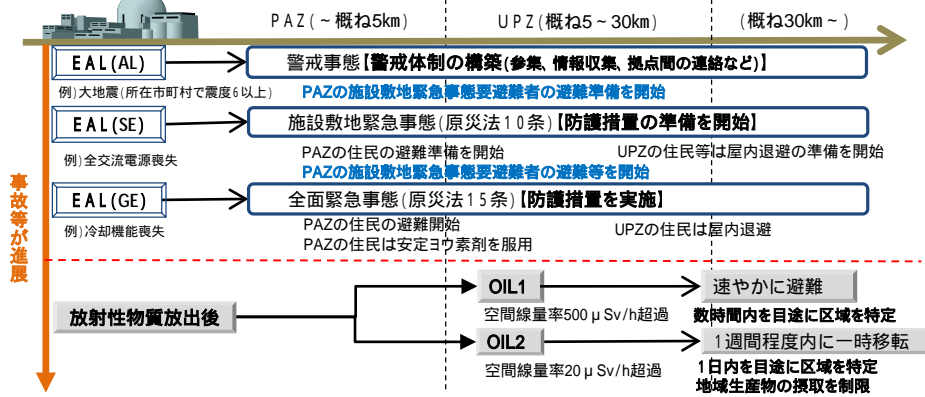 PAZ(~概ね5km)
UPZ(概ね5~30km)
(概ね30km~)
EAL(AL)
警戒事態【警戒体制の構築(参集、情報収集、拠点間の連絡など)】
例)大地震(所在市町村で震度6以上)
PAZの施設敷地緊急事態要避難者の避難準備を開始
EAL(SE)
施設敷地緊急事態(原災法10条)【防護措置の準備を開始】
例)全交流電源喪失
PAZの住民の避難準備を開始
UPZの住民等は屋内退避の準備を開始
PAZの施設敷地緊急事態要避難者の避難等を開始
EAL(GE)
全面緊急事態(原災法15条)【防護措置を実施】
例)冷却機能喪失
PAZの住民の避難開始
UPZの住民は屋内退避
PAZの住民は安定ヨウ素剤を服用
事故等が進展
放射性物質放出後
OIL1
速やかに避難
空間線量率500μSv/h超過
数時間内を目途に区域を特定
OIL2
1週間程度内に一時移転
空間線量率20μSv/h超過
1日内を目途に区域を特定
地域生産物の摂取を制限